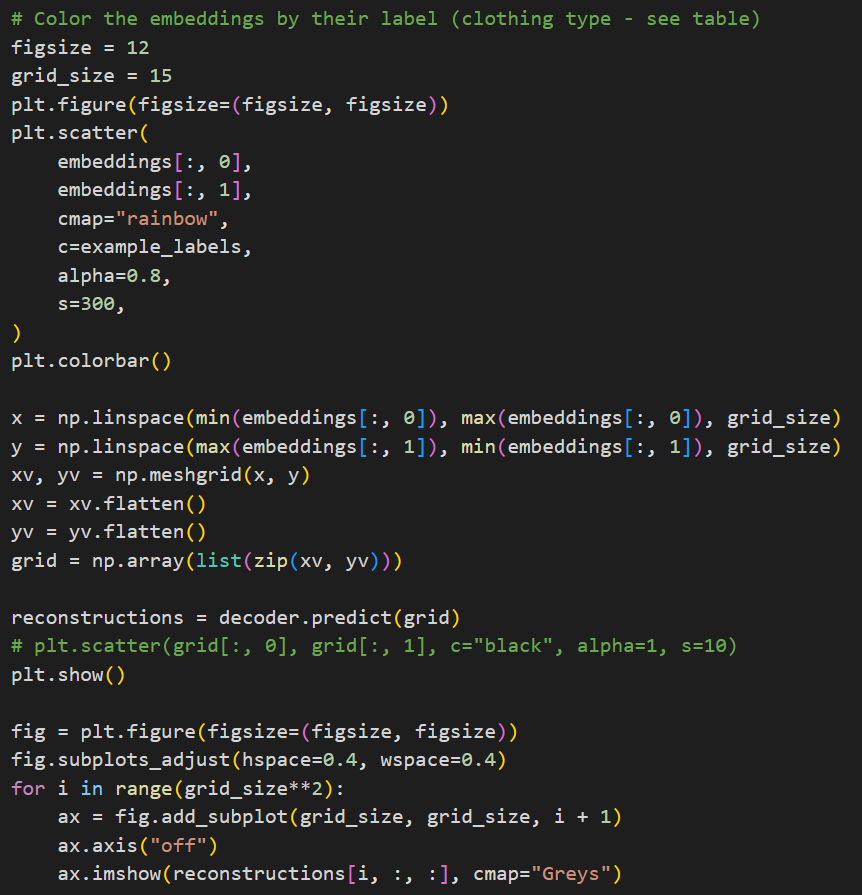 # Color the embeddings by their label (clothing type - see table)
figsize = 12
grid_size = 15
plt.figure(figsize=(figsize, figsize))
plt.scatter(
    embeddings[:, 0],
    embeddings[:, 1],
    cmap="rainbow",
    c=example_labels,
    alpha=0.8,
    s=300,
)
plt.colorbar()

x = np.linspace(min(embeddings[:, 0]), max(embeddings[:, 0]), grid_size)
y = np.linspace(max(embeddings[:, 1]), min(embeddings[:, 1]), grid_size)
xv, yv = np.meshgrid(x, y)
xv = xv.flatten()
yv = yv.flatten()
grid = np.array(list(zip(xv, yv)))

reconstructions = decoder.predict(grid)
# plt.scatter(grid[:, 0], grid[:, 1], c="black", alpha=1, s=10)
plt.show()

fig = plt.figure(figsize=(figsize, figsize))
fig.subplots_adjust(hspace=0.4, wspace=0.4)
for i in range(grid_size**2):
    ax = fig.add_subplot(grid_size, grid_size, i + 1)
    ax.axis("off")
    ax.imshow(reconstructions[i, :, :], cmap="Greys")